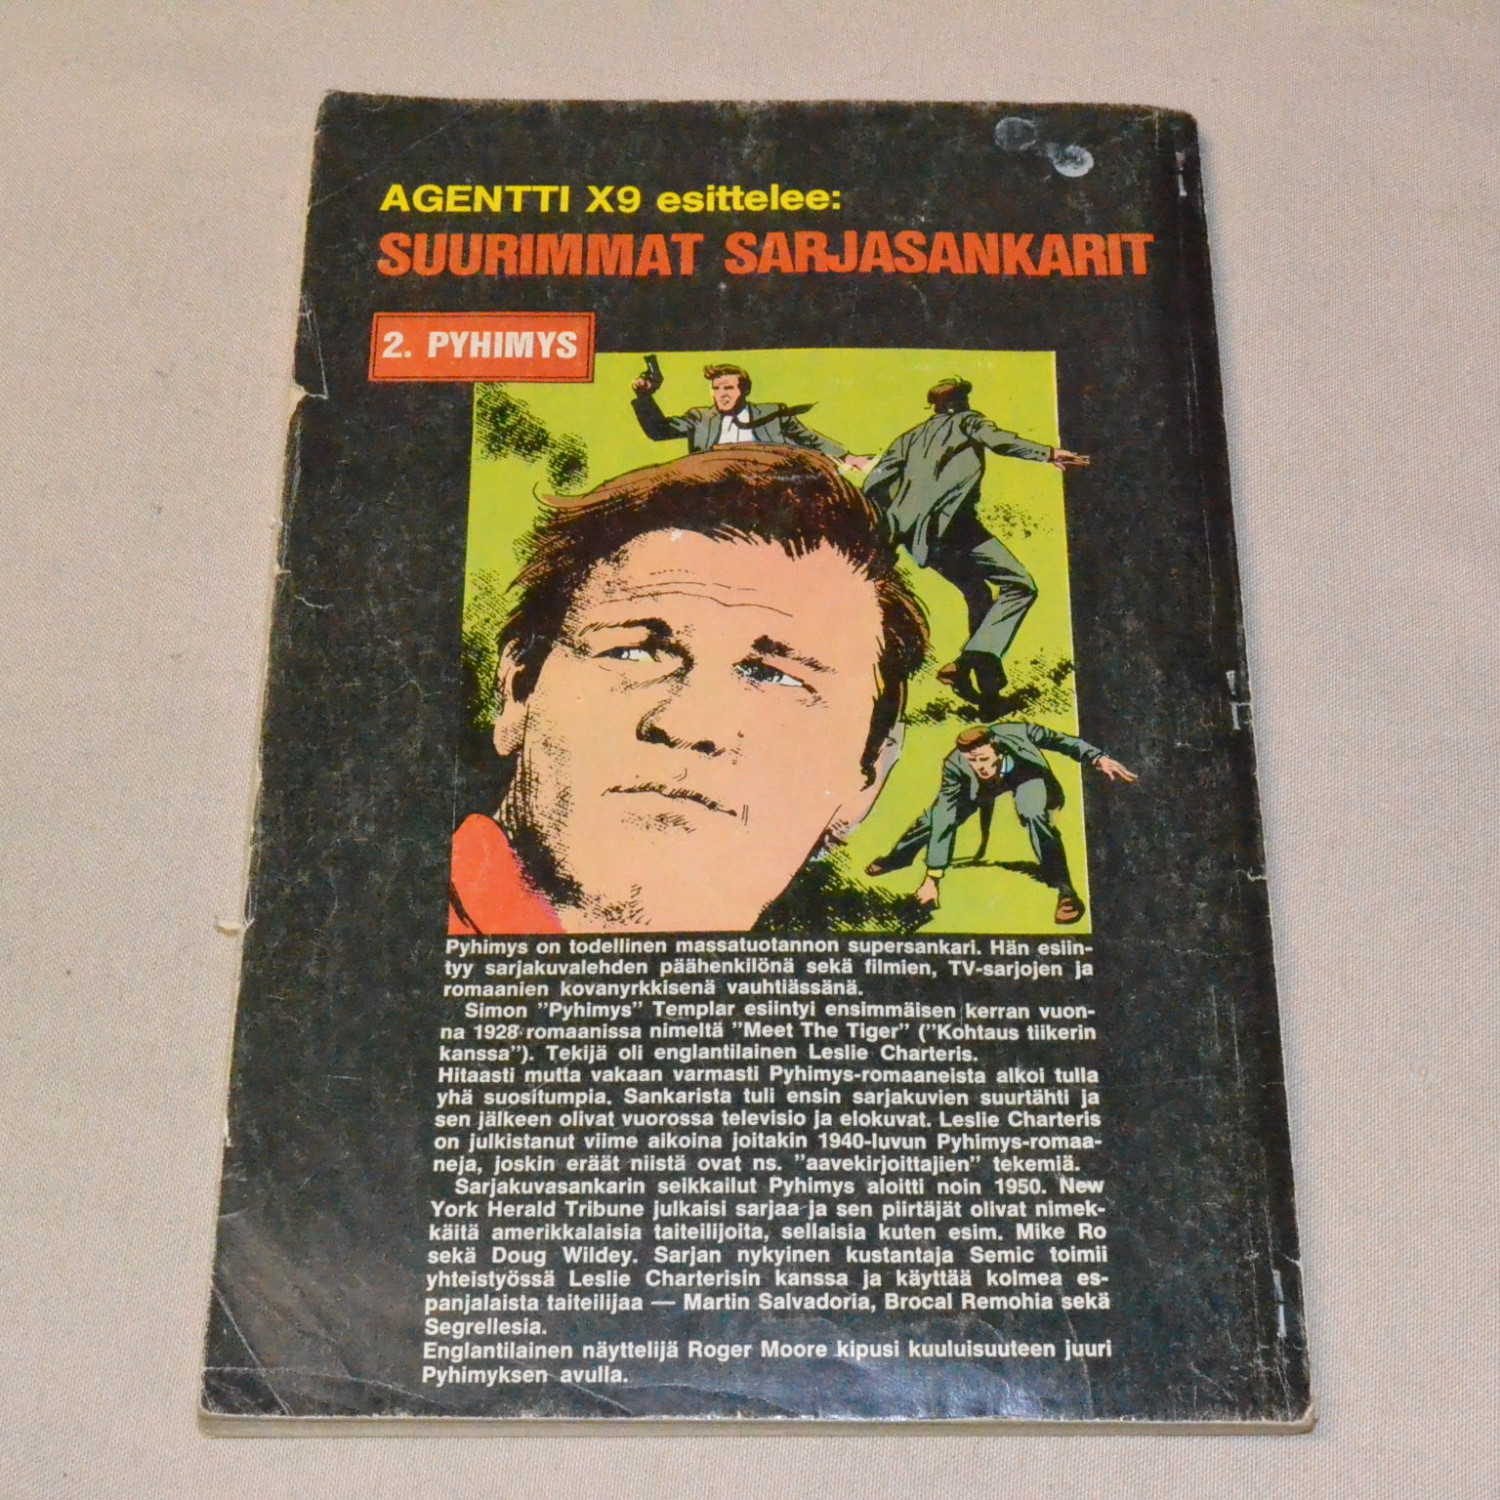 AGENTTI X9 esittelee:
SUURIMMAT SARJASANKARIT
2. PYHIMYS
Pyhimys on todellinen massatuotannon supersankari. Hän esiin-
tyy sarjakuvalehden päähenkilönä sekä filmien, TV-sarjojen ja
romaanien kovanyrkkisenä vauhtiässänä.
Simon ”Pyhimys” Templar esiintyi ensimmäisen kerran vuon-
na 1928 romaanissa nimeltä ”Meet The Tiger” (”Kohtaus tiikerin
kanssa”). Tekijä oli englantilainen Leslie Charteris.
Hitaasti mutta vakaan varmasti Pyhimys-romaaneista alkoi tulla
yhä suositumpia. Sankarista tuli ensin sarjakuvien suurtähti ja
sen jälkeen olivat vuorossa televisio ja elokuvat. Leslie Charteris
on julkistanut viime aikoina joitakin 1940-luvun Pyhimys-romaa-
neja, joskin eräät niistä ovat ns. ”aavekirjoittajien” tekemiä.
Sarjakuvasankarin seikkailut Pyhimys aloitti noin 1950. New
York Herald Tribune julkaisi sarjaa ja sen piirtäjät olivat nimek-
käitä amerikkalaisia taiteilijoita, sellaisia kuten esim. Mike Ro
sekä Doug Wildey. Sarjan nykyinen kustantaja Semic toimii
yhteistyössä Leslie Charterisin kanssa ja käyttää kolmea es-
panjalaista taiteilijaa — Martin Salvadoria, Brocal Remohia sekä
Segrellesia.
Englantilainen näyttelijä Roger Moore kipusi kuuluisuuteen juuri
Pyhimyksen avulla.